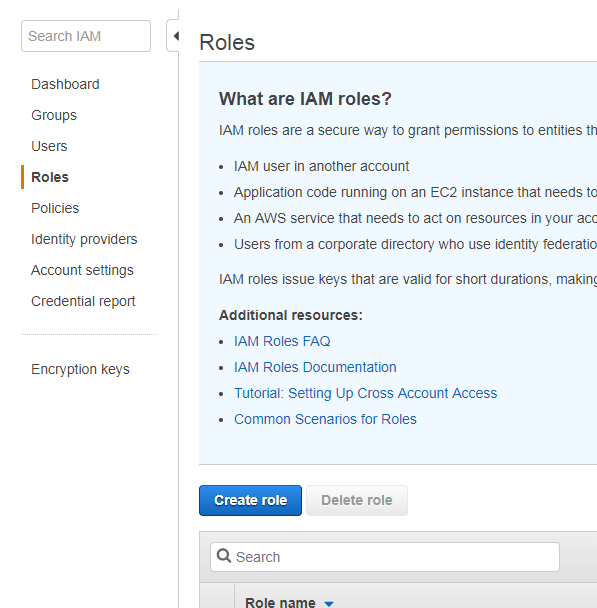 Search IAM
Dashboard
Groups
Users
Roles
Policies
Identity providers
Account settings
Credential report
Encryption keys
Roles
What are IAM roles?
IAM roles are a secure way to grant permissions to entities th
IAM user in another account
Application code running on an EC2 instance that needs to
An AWS service that needs to act on resources in your acc
Users from a corporate directory who use identity federatio
IAM roles issue keys that are valid for short durations, making
Additional resources:
IAM Roles FAQ
IAM Roles Documentation
Tutorial: Setting Up Cross Account Access
Common Scenarios for Roles
Create role Delete role
Search
Role name